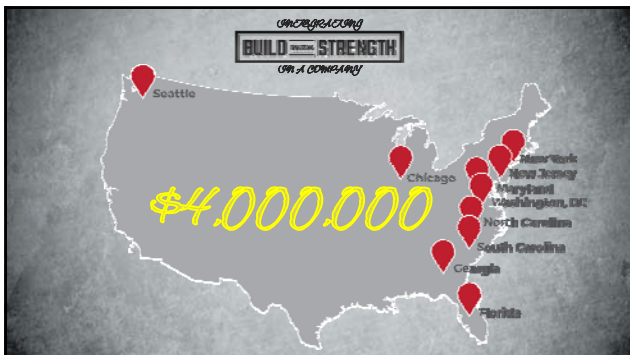 INTEGRATING
BUILD STRENGTH
IN A COMPANY
Seattle
New York
New Jersey
Chicago
Maryland
$4,000,000
Washington, DC
North Carolina
South Carolina
Georgia
Florida